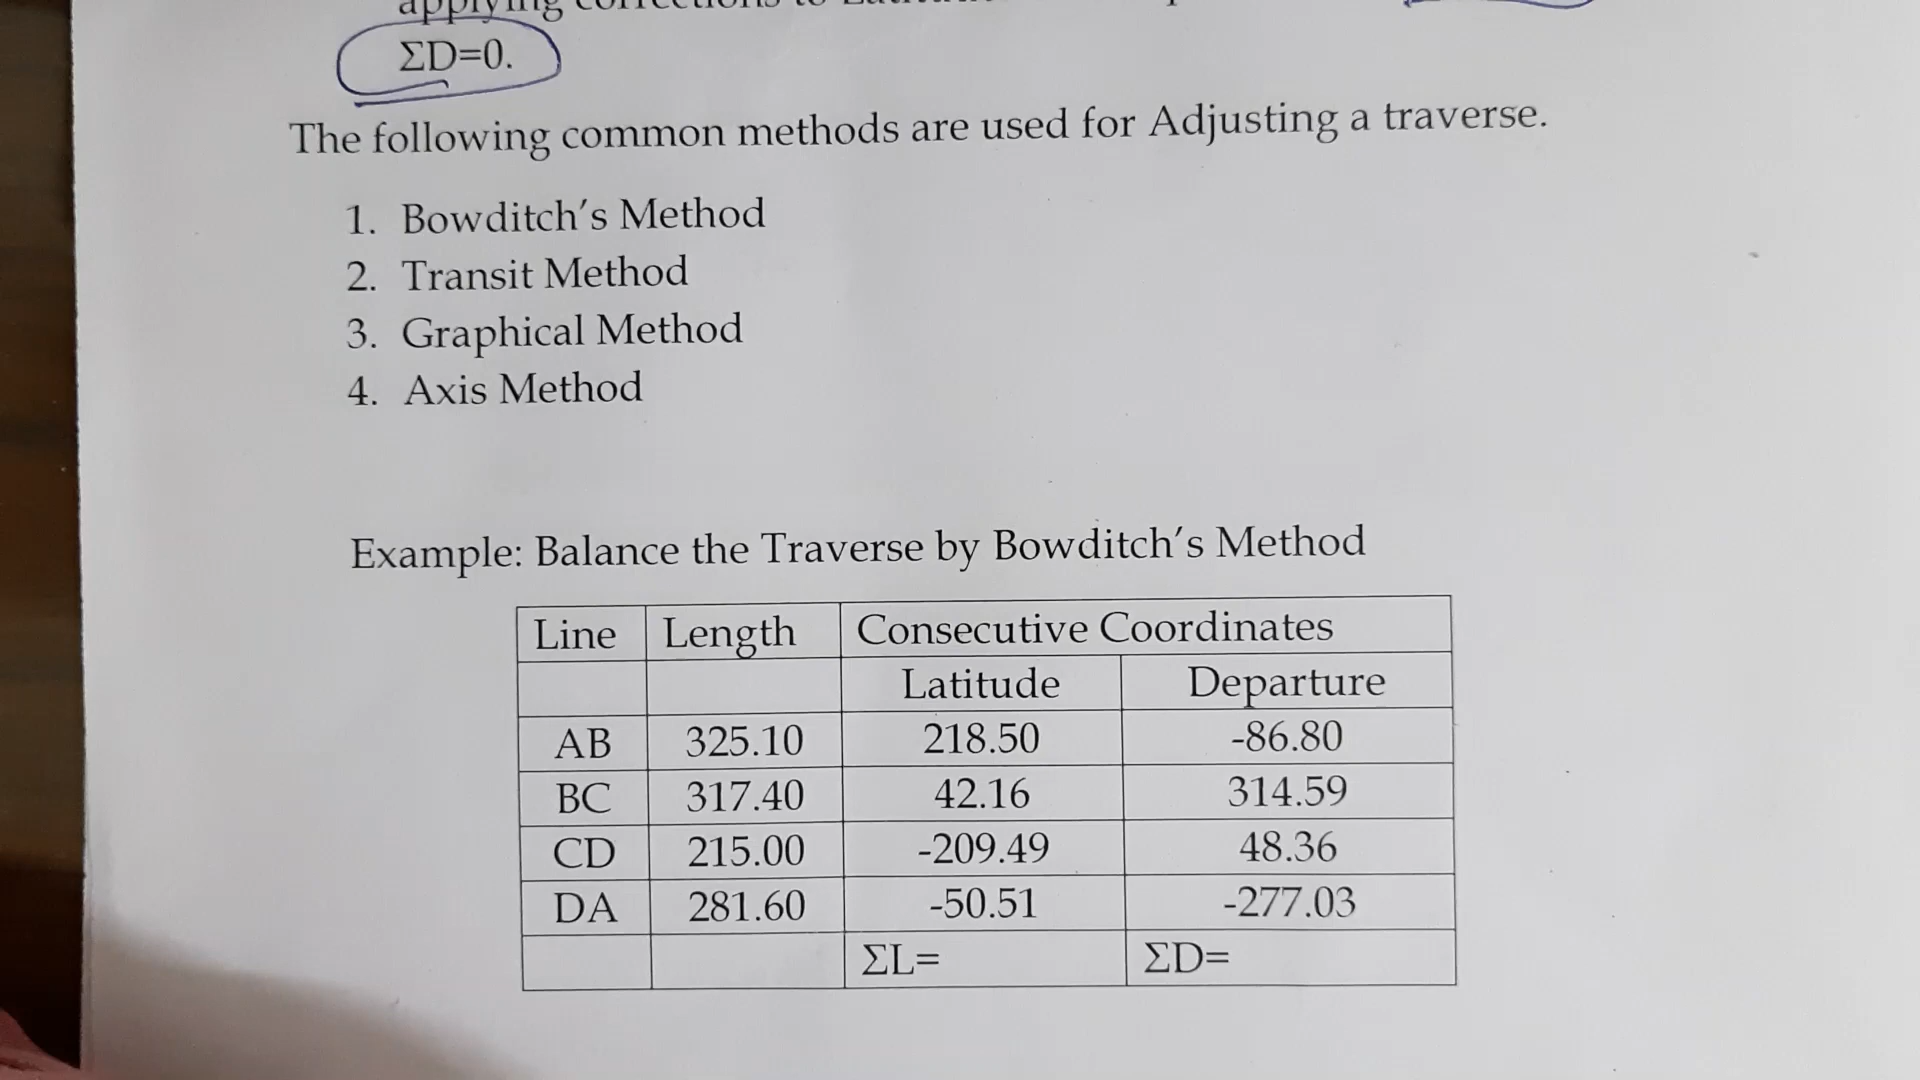 applying corrections to
ΣD=0.
The following common methods are used for Adjusting a traverse.
1. Bowditch's Method
2. Transit Method
3. Graphical Method
4. Axis Method
Example: Balance the Traverse by Bowditch's Method
Line Length Consecutive Coordinates
Latitude Departure
AB 325.10 218.50 -86.80
BC 317.40 42.16 314.59
CD 215.00 -209.49 48.36
DA 281.60 -50.51 -277.03
ΣL= ΣD=